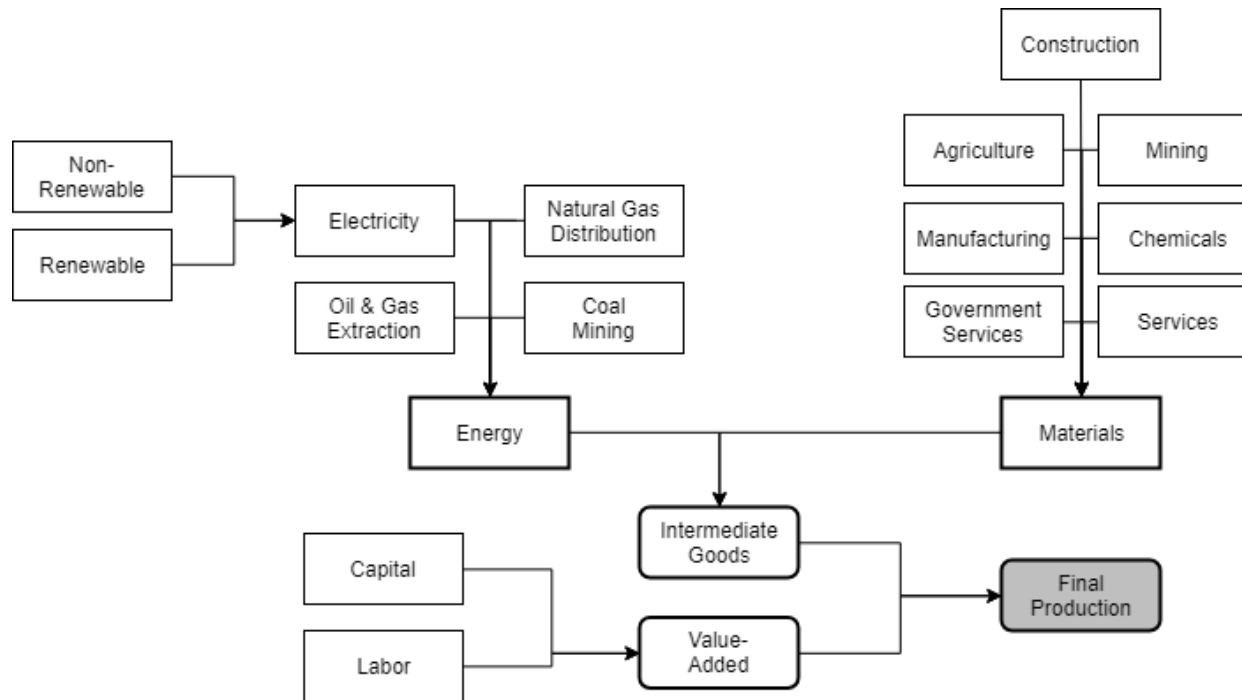 Construction
Agriculture
Mining
Non-
Renewable
Electricity
Natural Gas
Distribution
Manufacturing
Chemicals
Renewable
Oil & Gas
Extraction
Coal
Mining
Government
Services
Services
Energy
Materials
Intermediate
Goods
Capital
Final
Production
Labor
Value-
Added